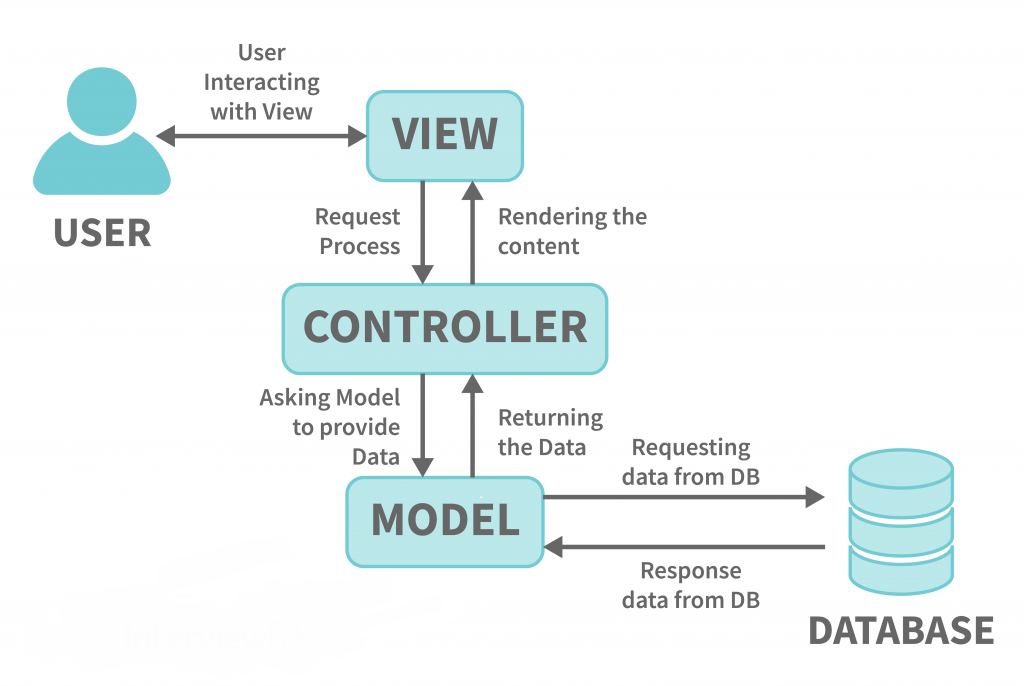 User
Interacting
with View
VIEW
USER
Request
Process
Rendering the
content
CONTROLLER
Asking Model
to provide
Data
Returning
the Data
Requesting
data from DB
MODEL
Response
data from DB
DATABASE